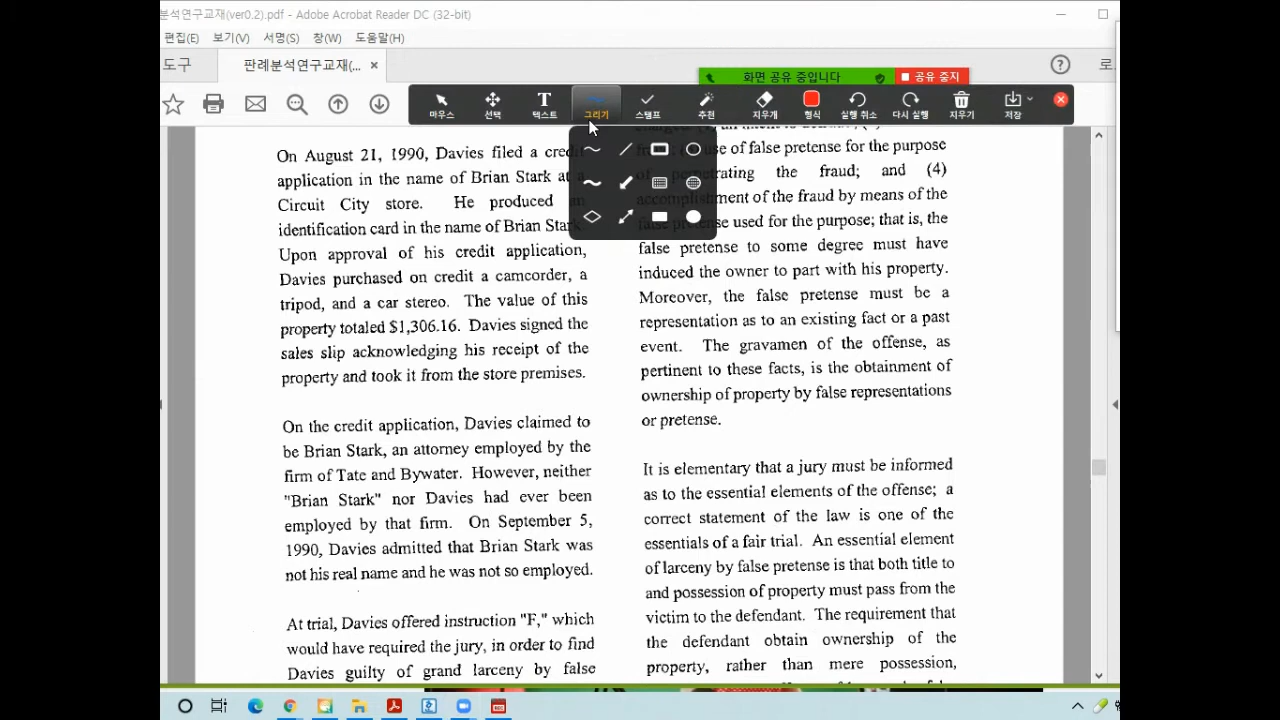 분석연구교재(ver0.2).pdf - Adobe Acrobat Reader DC (32-bit)
편집(E) 보기(V) 서명(S) 창(W) 도움말(H)
도구 판례분석연구교재(... × ? 로
화면 공유 중입니다 공유 중지
마우스 선택 텍스트 그리기 스탬프 추천 지우개 형식 실행 취소 다시 실행 지우기 저장
On August 21, 1990, Davies filed a credit
application in the name of Brian Stark at a
Circuit City store. He produced an
identification card in the name of Brian Stark.
Upon approval of his credit application,
Davies purchased on credit a camcorder, a
tripod, and a car stereo. The value of this
property totaled $1,306.16. Davies signed the
sales slip acknowledging his receipt of the
property and took it from the store premises.
On the credit application, Davies claimed to
be Brian Stark, an attorney employed by the
firm of Tate and Bywater. However, neither
"Brian Stark" nor Davies had ever been
employed by that firm. On September 5,
1990, Davies admitted that Brian Stark was
not his real name and he was not so employed.
At trial, Davies offered instruction "F," which
would have required the jury, in order to find
Davies guilty of grand larceny by false
use of false pretense for the purpose
perpetrating the fraud; and (4)
accomplishment of the fraud by means of the
false pretense used for the purpose; that is, the
false pretense to some degree must have
induced the owner to part with his property.
Moreover, the false pretense must be a
representation as to an existing fact or a past
event. The gravamen of the offense, as
pertinent to these facts, is the obtainment of
ownership of property by false representations
or pretense.
It is elementary that a jury must be informed
as to the essential elements of the offense; a
correct statement of the law is one of the
essentials of a fair trial. An essential element
of larceny by false pretense is that both title to
and possession of property must pass from the
victim to the defendant. The requirement that
the defendant obtain ownership of the
property, rather than mere possession,